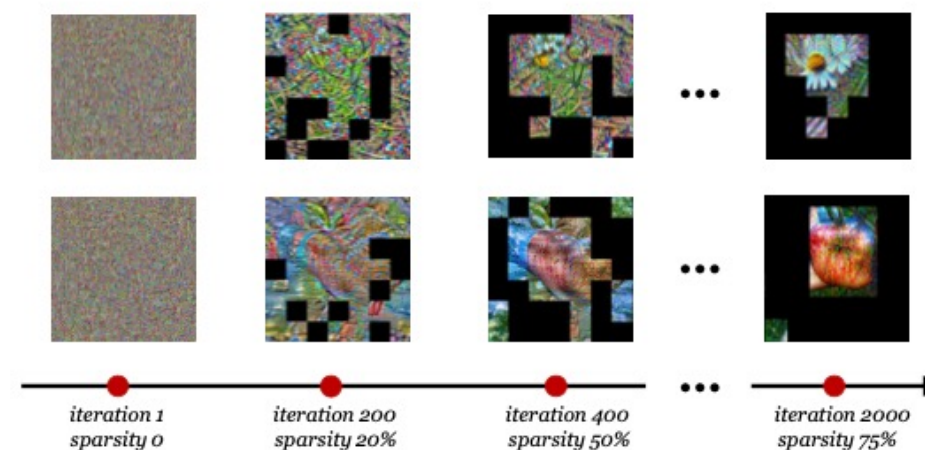 iteration 1
sparsity 0
iteration 200
sparsity 20%
iteration 400
sparsity 50%
iteration 2000
sparsity 75%